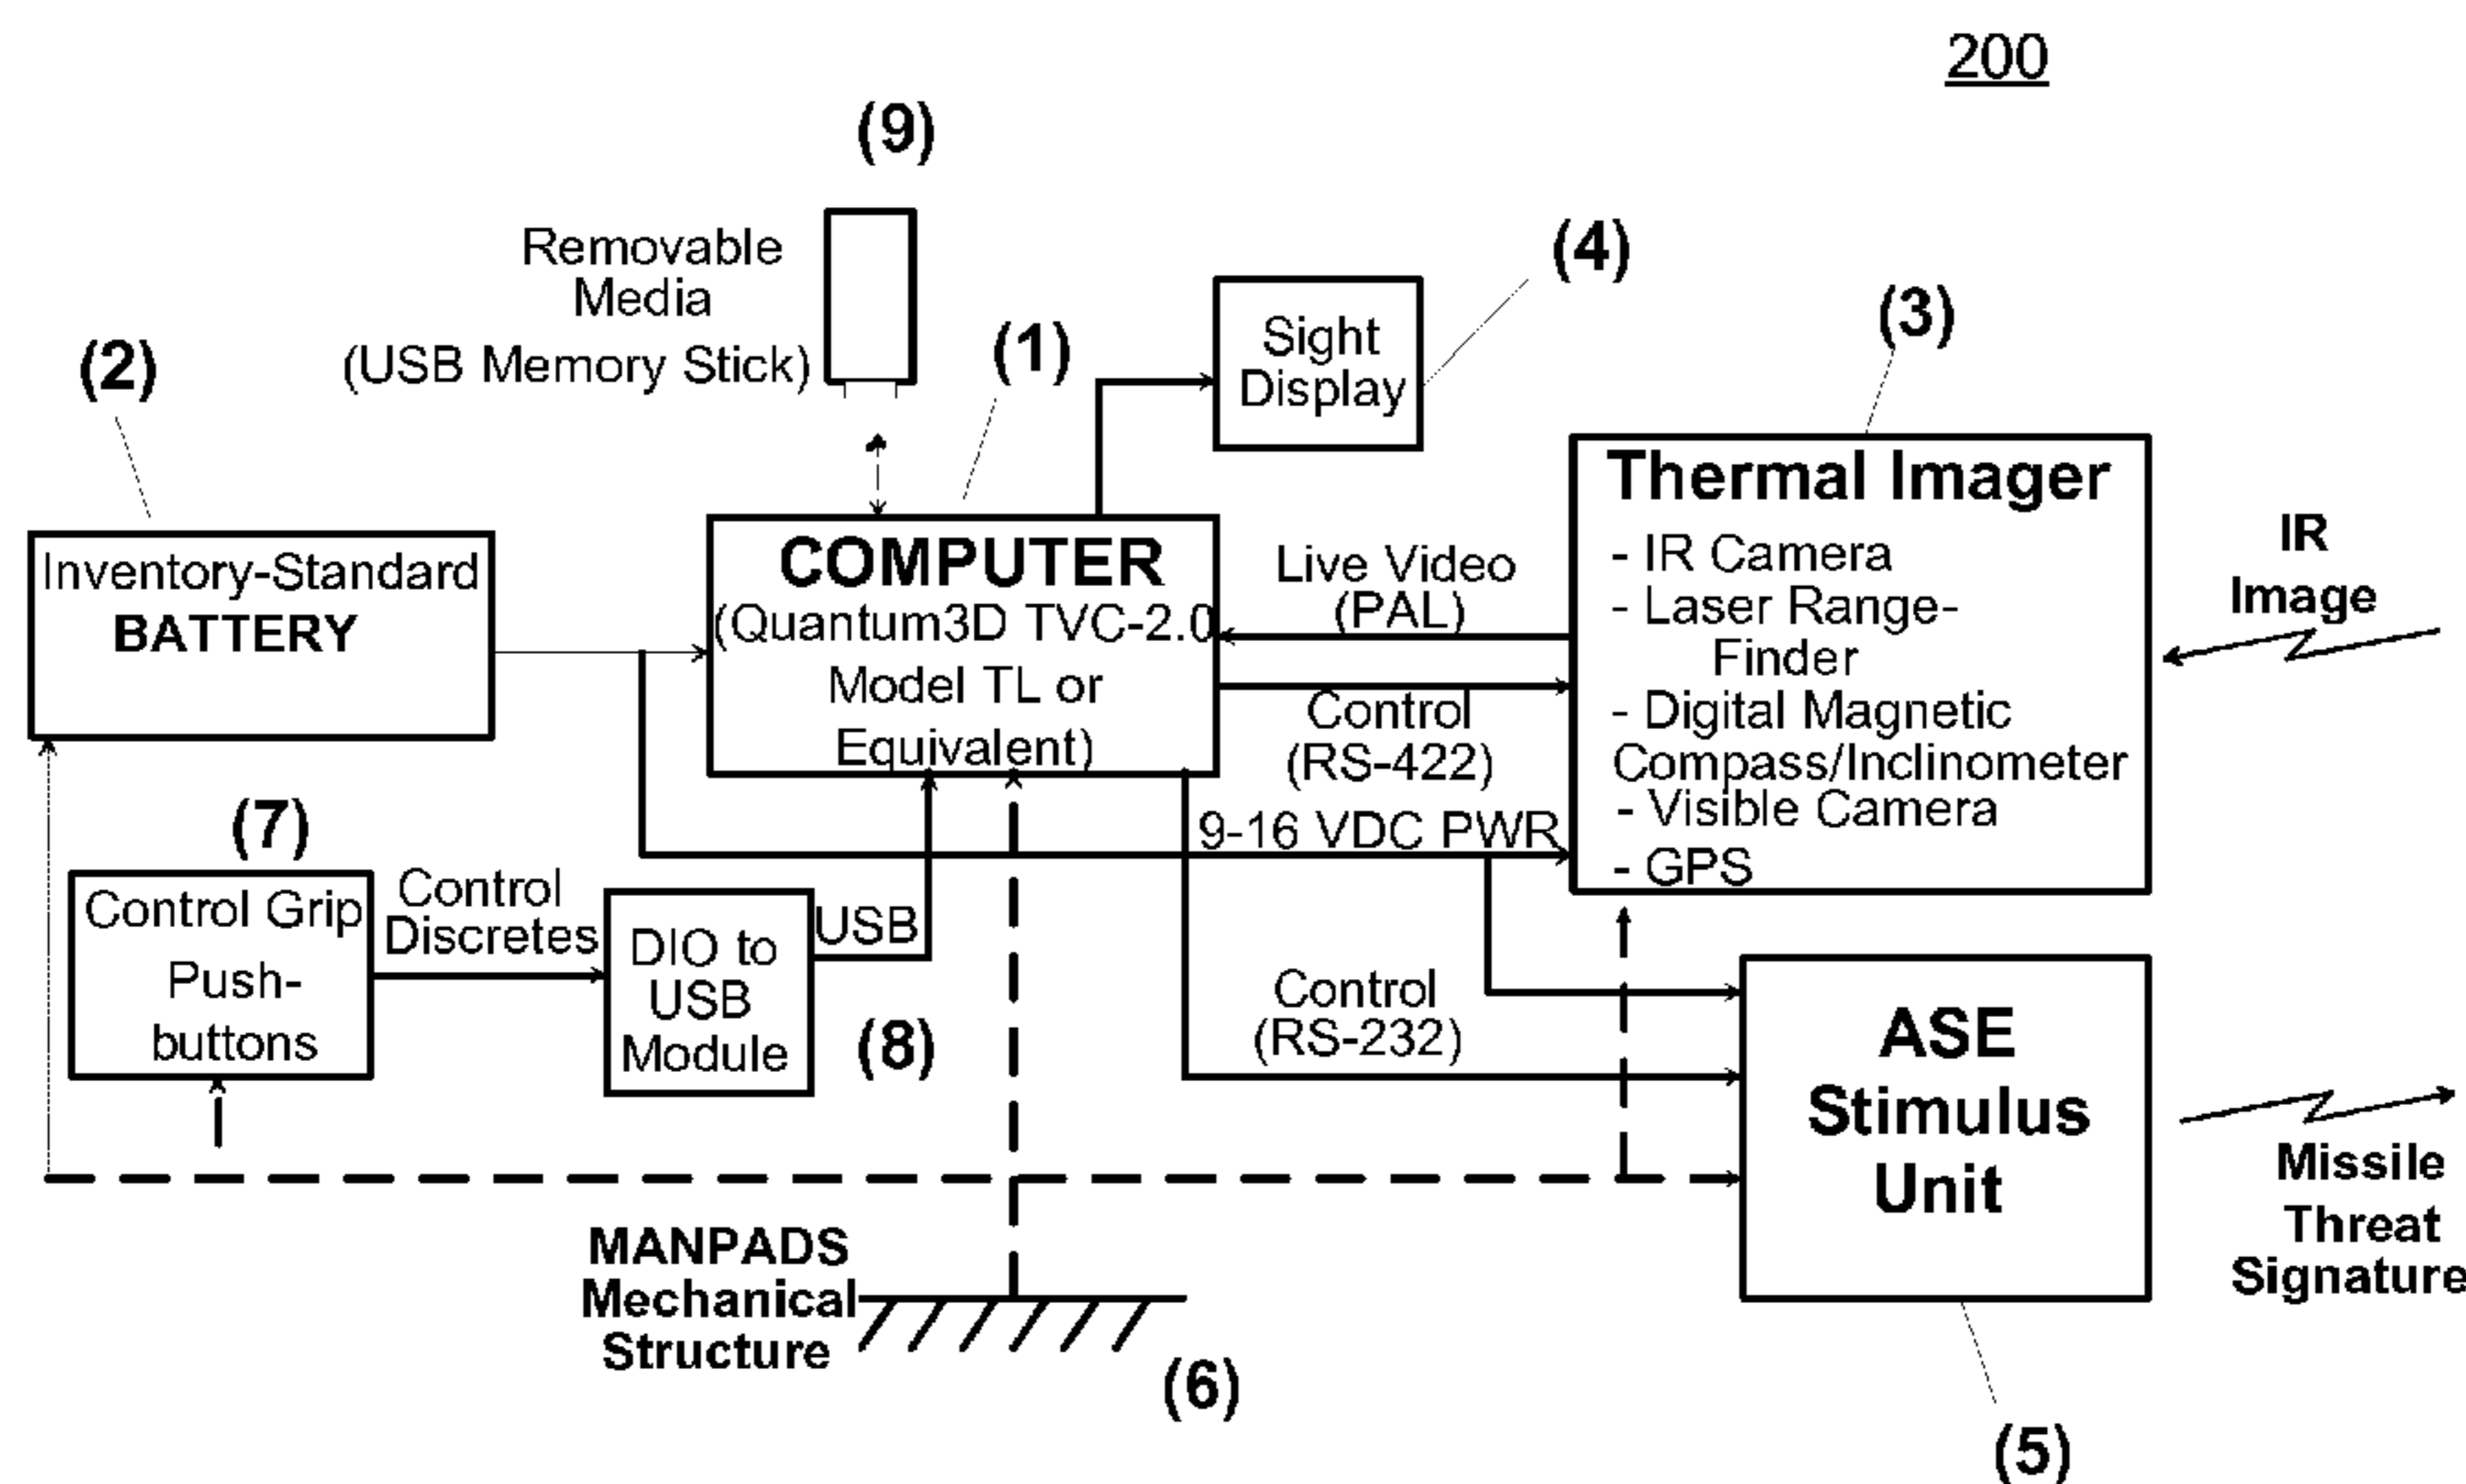 200
(9)
Removable
Media
(USB Memory Stick)
(4)
Sight
Display
(3)
(1)
(2)
Thermal Imager
- IR Camera
- Laser Range-
Finder
- Digital Magnetic
Compass/Inclinometer
- Visible Camera
- GPS
IR
Image
Inventory-Standard
BATTERY
COMPUTER
(Quantum3D TVC-2.0
Model TL or
Equivalent)
Live Video
(PAL)
Control
(RS-422)
9-16 VDC PWR
(7)
Control Grip
Push-
buttons
Control
Discretes
DIO to
USB
Module
USB
(8)
Control
(RS-232)
ASE
Stimulus
Unit
Missile
Threat
Signature
MANPADS
Mechanical
Structure
(6)
(5)